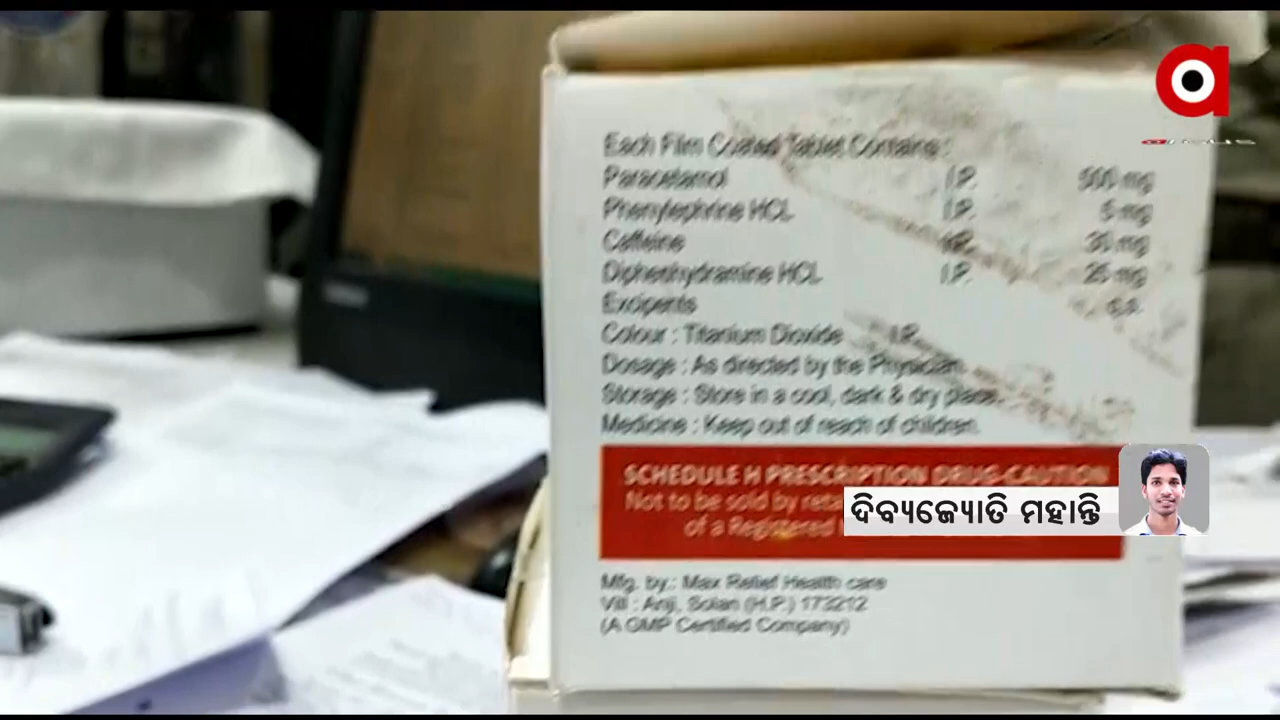 Each Film Coated Tablet Contains :
Paracetamol I.P. 500 mg
Phenylephrine HCL I.P. 5 mg
Caffeine I.P. 30 mg
Diphenhydramine HCL I.P. 25 mg
Excipents q.s.
Colour : Titanium Dioxide I.P.
Dosage : As directed by the Physician.
Storage : Store in a cool, dark & dry place.
Medicine : Keep out of reach of children.
SCHEDULE H PRESCRIPTION DRUG-CAUTION
Not to be sold by
of a Registered
ଦିବ୍ୟଜ୍ୟୋତି ମହାନ୍ତି
Mfg. by.: Max Relief Health care
Vill : Anji, Solan (H.P.) 173212
(A GMP Certified Company)